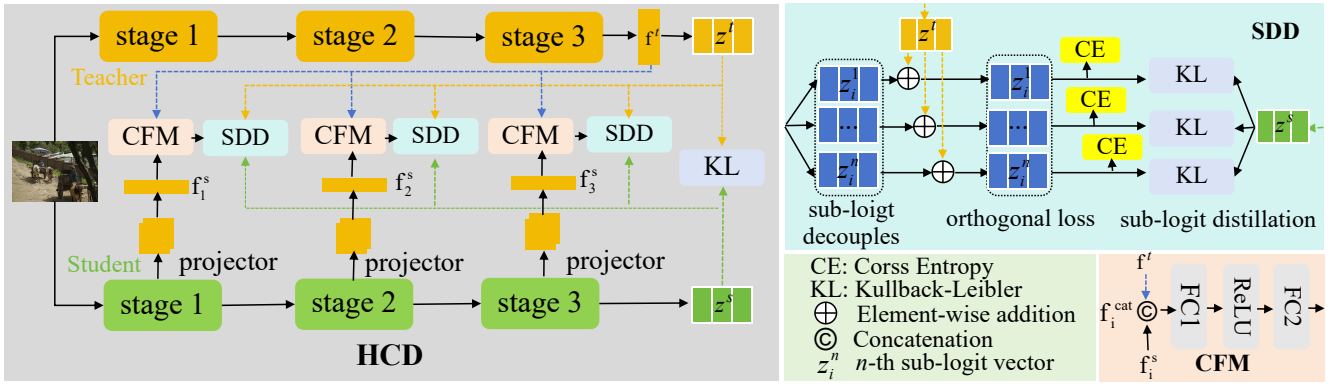 stage 1
stage 2
stage 3
f^t
z^t
Teacher
CFM
SDD
CFM
SDD
CFM
SDD
KL
f_1^s
f_2^s
f_3^s
Student
projector
projector
projector
stage 1
stage 2
stage 3
z^s
HCD
z^t
SDD
CE
z_i^1
z_i^1
KL
CE
...
...
KL
z^s
CE
z_i^n
z_i^n
KL
sub-loigt
decouples
orthogonal loss
sub-logit distillation
CE: Corss Entropy
KL: Kullback-Leibler
Element-wise addition
© Concatenation
z_i^n n-th sub-logit vector
f^t
f_i^cat
©
FC1
ReLU
FC2
f_i^s
CFM